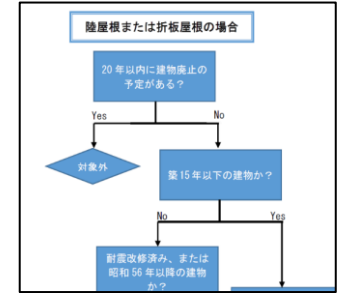 陸屋根または折板屋根の場合
20年以内に建物廃止の
予定がある？
Yes
No
対象外
築15年以下の建物か？
No
Yes
耐震改修済み、または
昭和56年以降の建物
か？